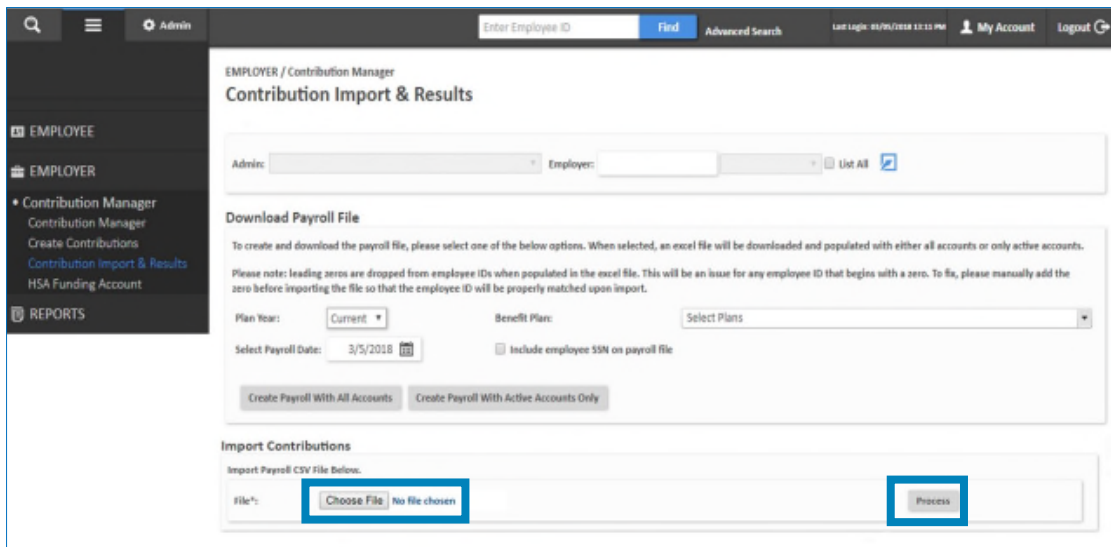 Admin
Enter Employee ID
Find
Advanced Search
Last Login: 03/05/2018 12:11 PM
My Account
Logout
EMPLOYEE
EMPLOYER
• Contribution Manager
Contribution Manager
Create Contributions
Contribution Import & Results
HSA Funding Account
REPORTS
EMPLOYER / Contribution Manager
Contribution Import & Results
Admin:
Employer:
List All
Download Payroll File
To create and download the payroll file, please select one of the below options. When selected, an excel file will be downloaded and populated with either all accounts or only active accounts.
Please note: leading zeros are dropped from employee IDs when populated in the excel file. This will be an issue for any employee ID that begins with a zero. To fix, please manually add the
zero before importing the file so that the employee ID will be properly matched upon import.
Plan Year: Current
Benefit Plan: Select Plans
Select Payroll Date: 3/5/2018
Include employee SSN on payroll file
Create Payroll With All Accounts
Create Payroll With Active Accounts Only
Import Contributions
Import Payroll CSV File Below.
File*: Choose File No file chosen
Process